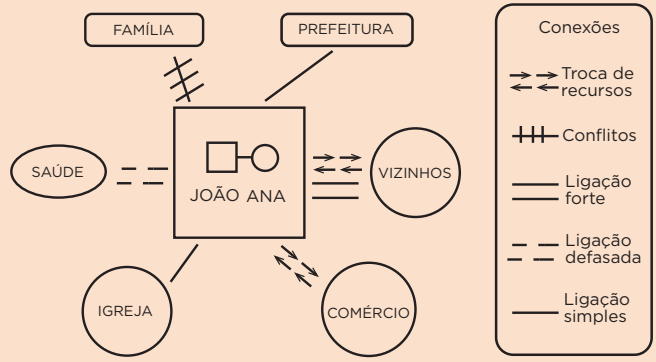 FAMÍLIA
PREFEITURA
SAÚDE
JOÃO ANA
VIZINHOS
IGREJA
COMÉRCIO
Conexões
Troca de
recursos
Conflitos
Ligação
forte
Ligação
defasada
Ligação
simples